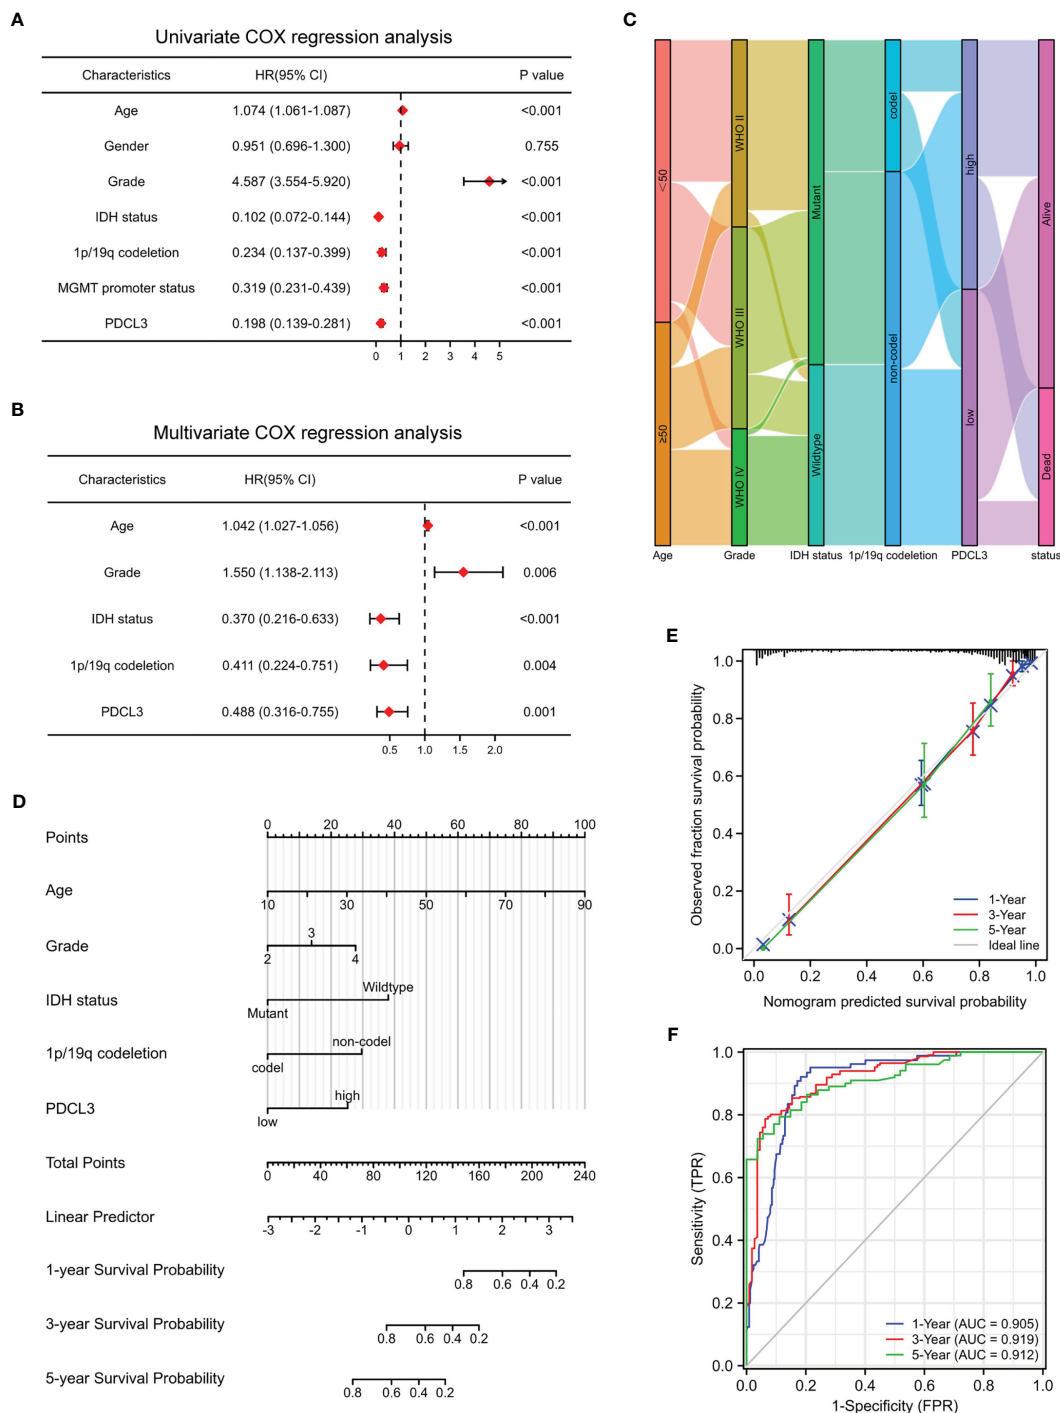 A
Univariate COX regression analysis
Characteristics HR(95% CI) P value
Age 1.074 (1.061-1.087) <0.001
Gender 0.951 (0.696-1.300) 0.755
Grade 4.587 (3.554-5.920) <0.001
IDH status 0.102 (0.072-0.144) <0.001
1p/19q codeletion 0.234 (0.137-0.399) <0.001
MGMT promoter status 0.319 (0.231-0.439) <0.001
PDCL3 0.198 (0.139-0.281) <0.001
0 1 2 3 4 5
B
Multivariate COX regression analysis
Characteristics HR(95% CI) P value
Age 1.042 (1.027-1.056) <0.001
Grade 1.550 (1.138-2.113) 0.006
IDH status 0.370 (0.216-0.633) <0.001
1p/19q codeletion 0.411 (0.224-0.751) 0.004
PDCL3 0.488 (0.316-0.755) 0.001
0.5 1.0 1.5 2.0
C
<50
≥50
WHO II
WHO III
WHO IV
Mutant
Wildtype
codel
non-codel
high
low
Alive
Dead
Age Grade IDH status 1p/19q codeletion PDCL3 status
D
Points
0 20 40 60 80 100
Age
10 30 50 70 90
Grade
3
2 4
IDH status
Wildtype
Mutant
1p/19q codeletion
non-codel
codel
PDCL3
high
low
Total Points
0 40 80 120 160 200 240
Linear Predictor
-3 -2 -1 0 1 2 3
1-year Survival Probability
0.8 0.6 0.4 0.2
3-year Survival Probability
0.8 0.6 0.4 0.2
5-year Survival Probability
0.8 0.6 0.4 0.2
E
Observed fraction survival probability
1.0
0.8
0.6
0.4
0.2
0.0
1-Year
3-Year
5-Year
Ideal line
0.0 0.2 0.4 0.6 0.8 1.0
Nomogram predicted survival probability
F
Sensitivity (TPR)
1.0
0.8
0.6
0.4
0.2
0.0
1-Year (AUC = 0.905)
3-Year (AUC = 0.919)
5-Year (AUC = 0.912)
0.0 0.2 0.4 0.6 0.8 1.0
1-Specificity (FPR)